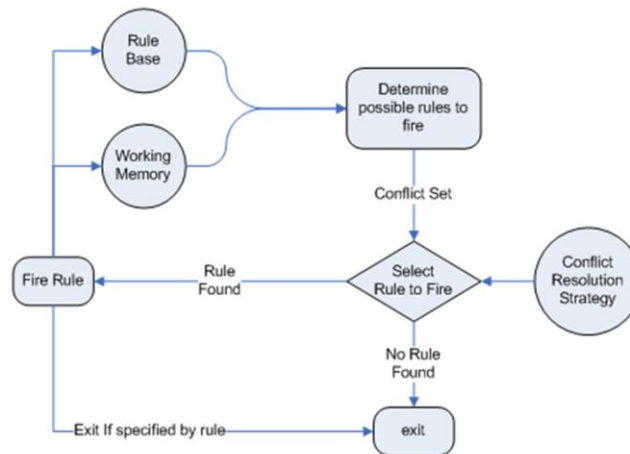 Rule
Base
Determine
possible rules to
fire
Working
Memory
Conflict Set
Fire Rule
Rule
Found
Select
Rule to Fire
Conflict
Resolution
Strategy
No Rule
Found
Exit If specified by rule
exit